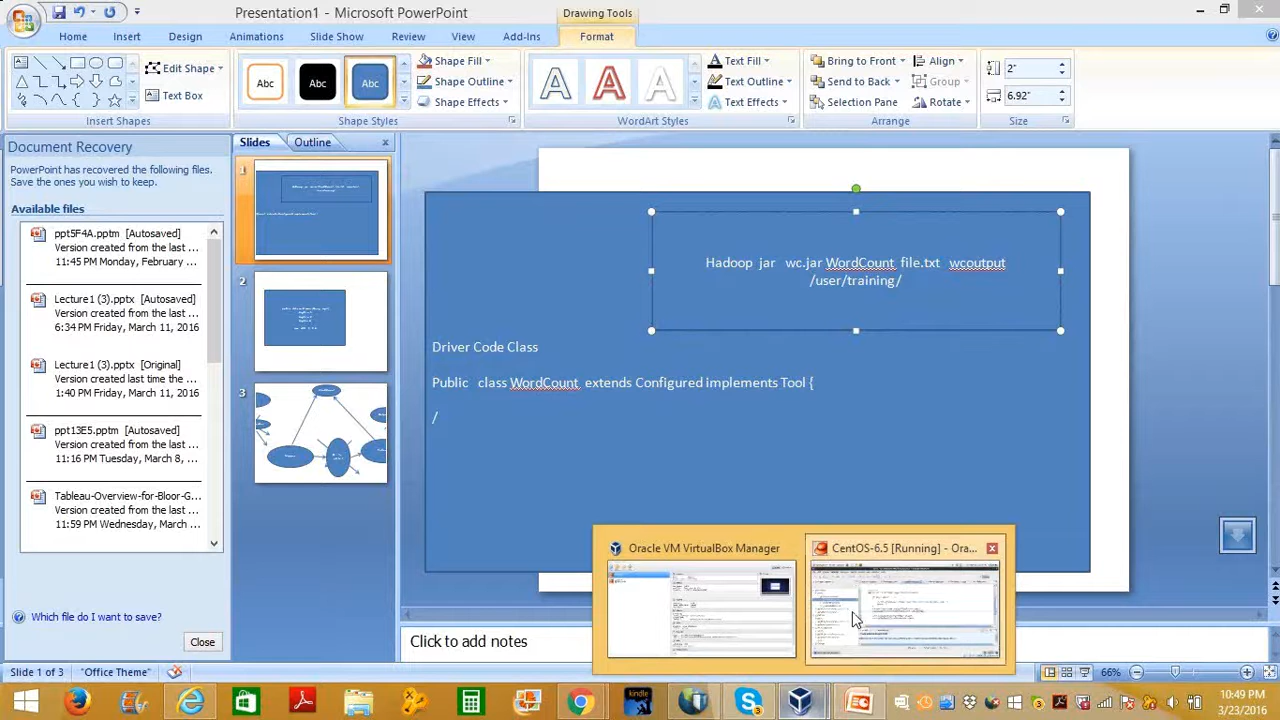 Presentation1 - Microsoft PowerPoint
Drawing Tools
Home
Insert
Design
Animations
Slide Show
Review
View
Add-Ins
Format
Edit Shape
Text Box
Insert Shapes
Abc
Abc
Abc
Shape Fill
Shape Outline
Shape Effects
Shape Styles
A
A
A
Text Fill
Text Outline
Text Effects
WordArt Styles
Bring to Front
Send to Back
Selection Pane
Align
Group
Rotate
Arrange
2"
6.92"
Size
Document Recovery
PowerPoint has recovered the following files.
Save the ones you wish to keep.
Available files
ppt5F4A.pptm [Autosaved]
Version created from the last ...
11:45 PM Monday, February ...
Lecture1 (3).pptx [Autosaved]
Version created from the last ...
6:34 PM Friday, March 11, 2016
Lecture1 (3).pptx [Original]
Version created last time the ...
1:40 PM Friday, March 11, 2016
ppt13E5.pptm [Autosaved]
Version created from the last ...
11:16 PM Tuesday, March 8, ...
Tableau-Overview-for-Bloor-G...
Version created from the last ...
11:59 PM Wednesday, March ...
Which file do I want to save?
Close
Slides
Outline
1
2
3
Hadoop jar wc.jar WordCount file.txt wcoutput
/user/training/
Driver Code Class
Public class WordCount extends Configured implements Tool {
/
Oracle VM VirtualBox Manager
CentOS-6.5 [Running] - Ora...
Click to add notes
Slide 1 of 3
"Office Theme"
66%
kindle
3
10:49 PM
3/23/2016